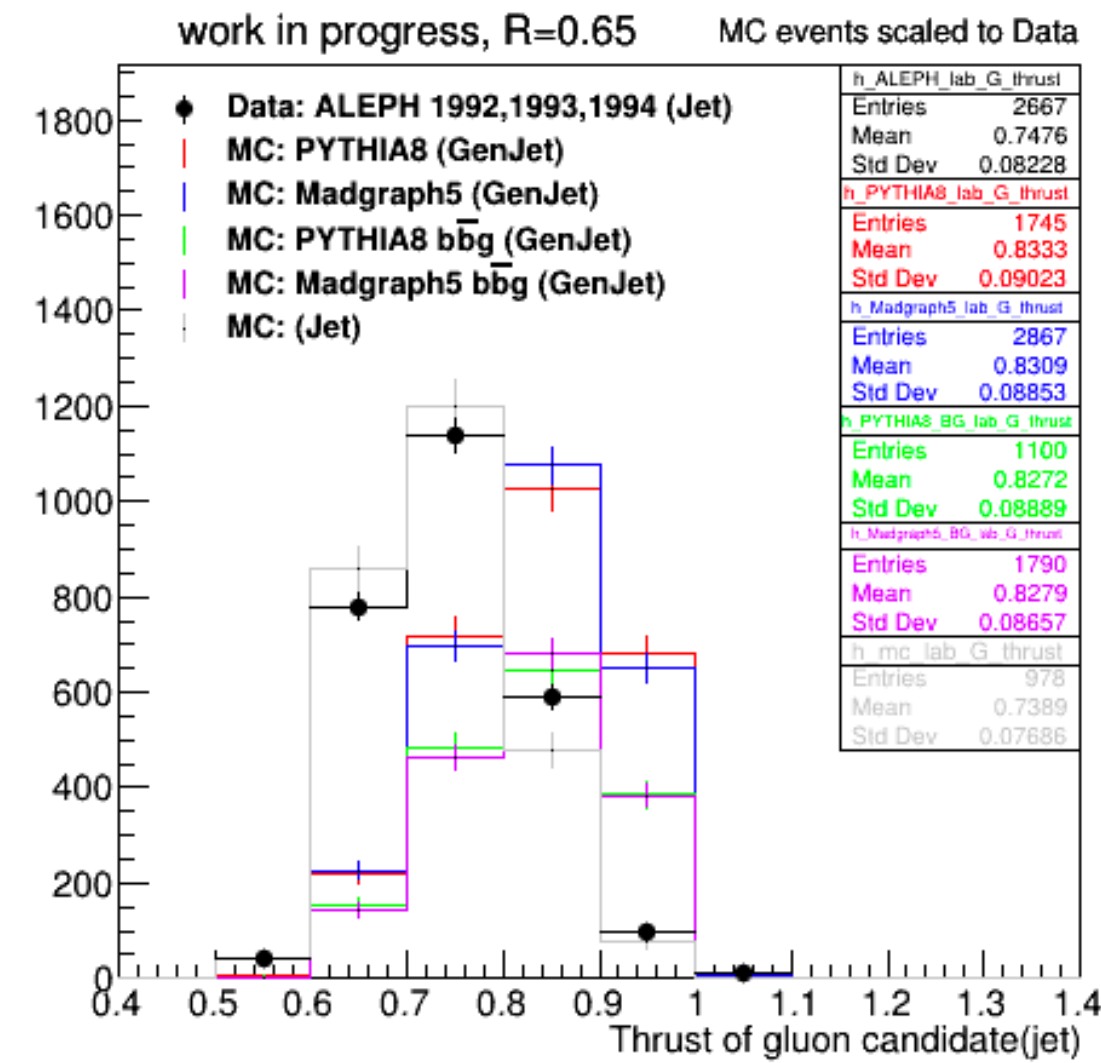 work in progress, R=0.65
MC events scaled to Data
Data: ALEPH 1992,1993,1994 (Jet)
MC: PYTHIA8 (GenJet)
MC: Madgraph5 (GenJet)
MC: PYTHIA8 bb̅g (GenJet)
MC: Madgraph5 bb̅g (GenJet)
MC: (Jet)
h_ALEPH_lab_G_thrust
Entries 2667
Mean 0.7476
Std Dev 0.08228
h_PYTHIA8_lab_G_thrust
Entries 1745
Mean 0.8333
Std Dev 0.09023
h_Madgraph5_lab_G_thrust
Entries 2867
Mean 0.8309
Std Dev 0.08853
h_PYTHIA8_BG_lab_G_thrust
Entries 1100
Mean 0.8272
Std Dev 0.08889
h_Madgraph5_BG_lab_G_thrust
Entries 1790
Mean 0.8279
Std Dev 0.08657
h_mc_lab_G_thrust
Entries 978
Mean 0.7389
Std Dev 0.07686
1800
1600
1400
1200
1000
800
600
400
200
0
0.4 0.5 0.6 0.7 0.8 0.9 1 1.1 1.2 1.3 1.4
Thrust of gluon candidate(jet)